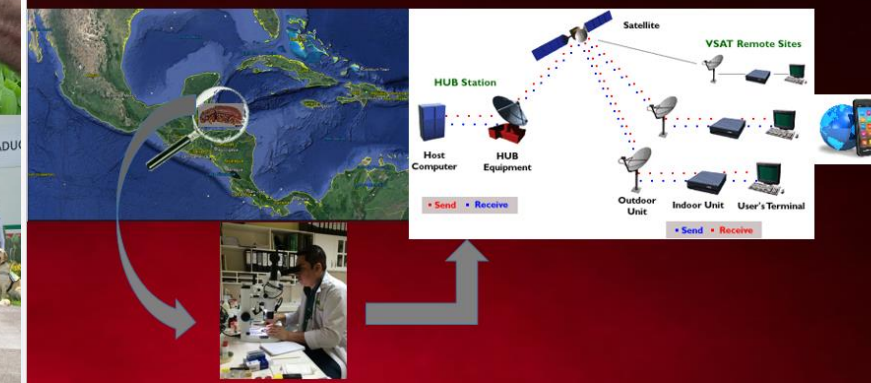 ADUC
Satellite
VSAT Remote Sites
HUB Station
Host
Computer
HUB
Equipment
Outdoor
Unit
Indoor Unit
User's Terminal
• Send • Receive
• Send • Receive